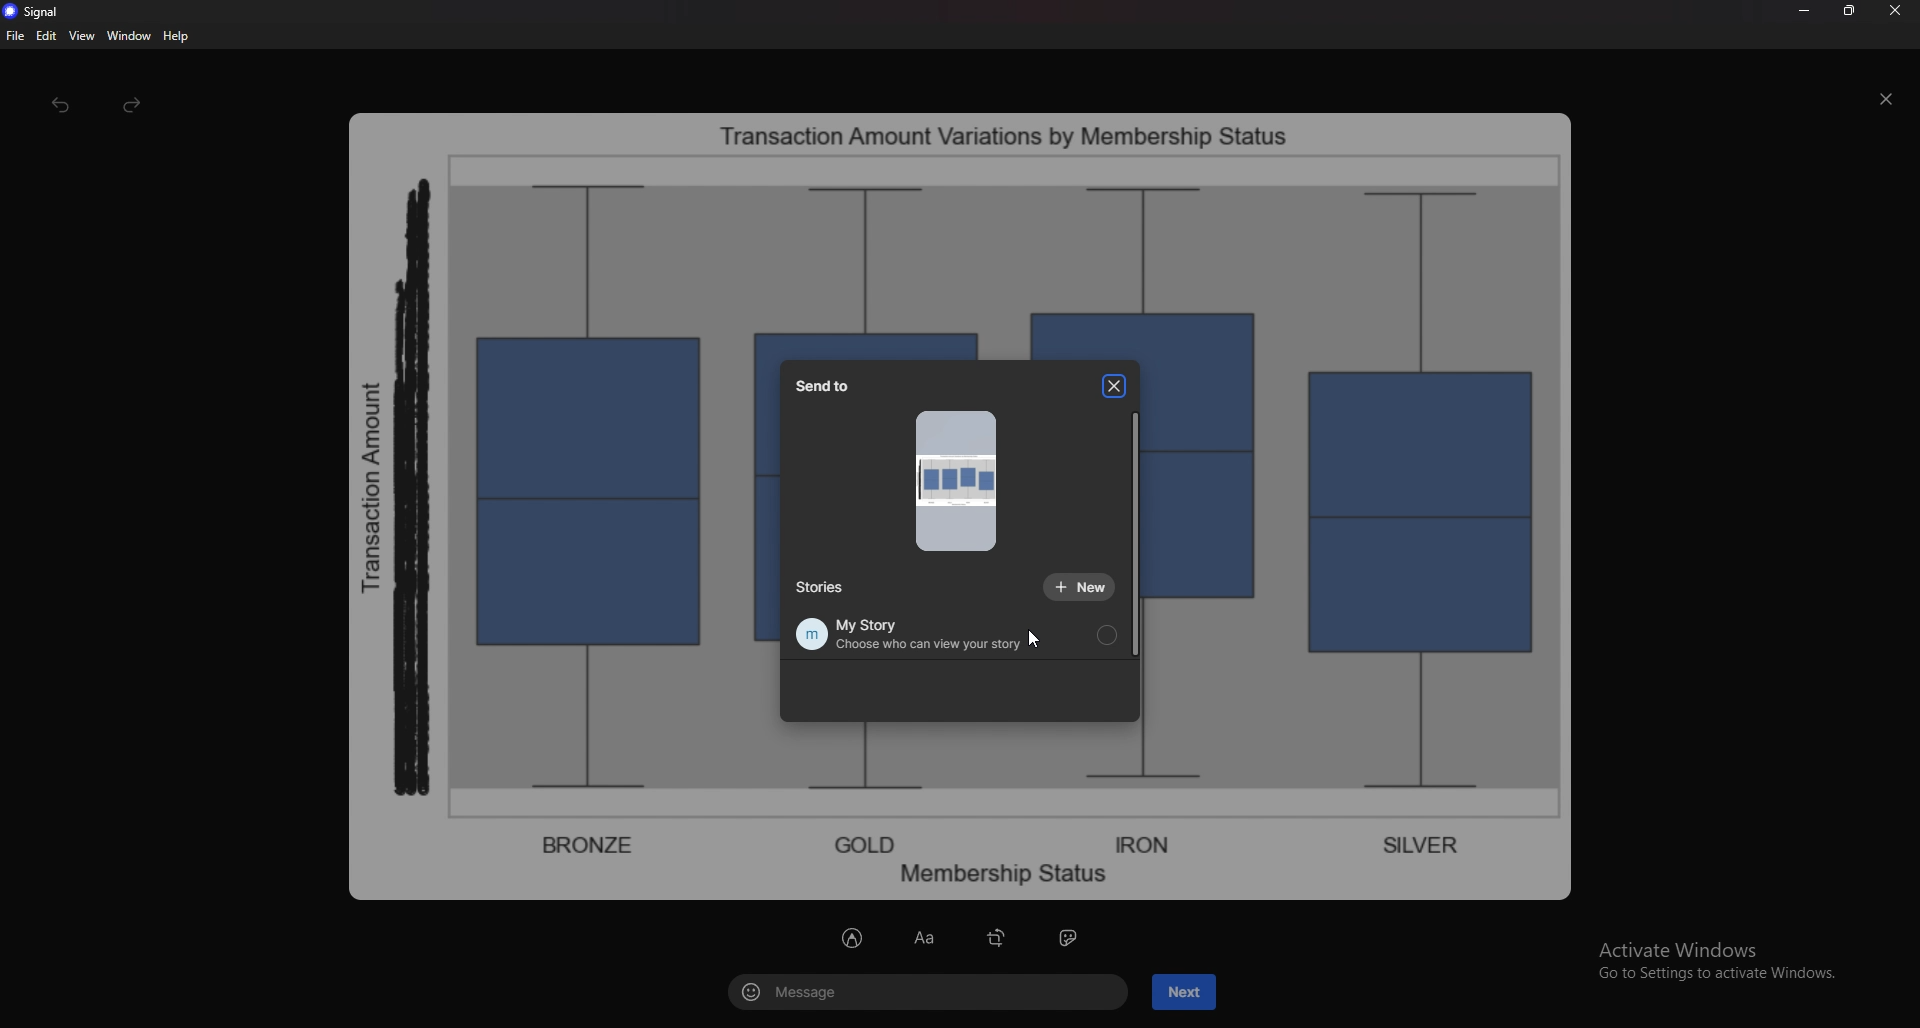 Signal
File Edit View Window Help
Transaction Amount Variations by Membership Status
Transaction Amount
Send to
Stories
New
m
My Story
Choose who can view your story
BRONZE GOLD IRON SILVER
Membership Status
Aa
Message
Next
Activate Windows
Go to Settings to activate Windows.